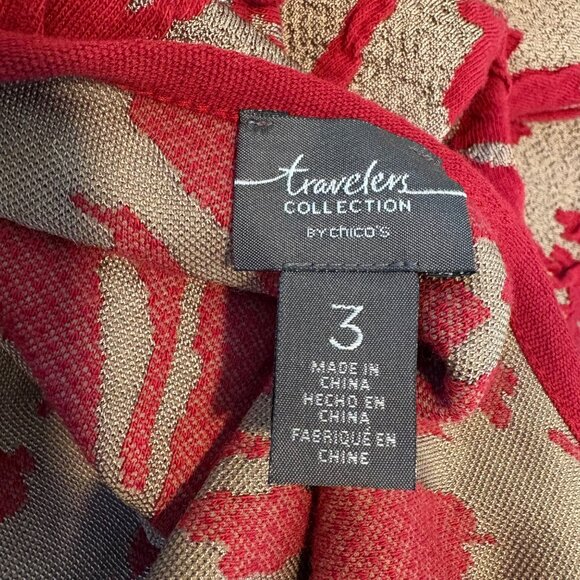 travelers
COLLECTION
BY chico's
3
MADE IN
CHINA
HECHO EN
CHINA
FABRIQUÉ EN
CHINE